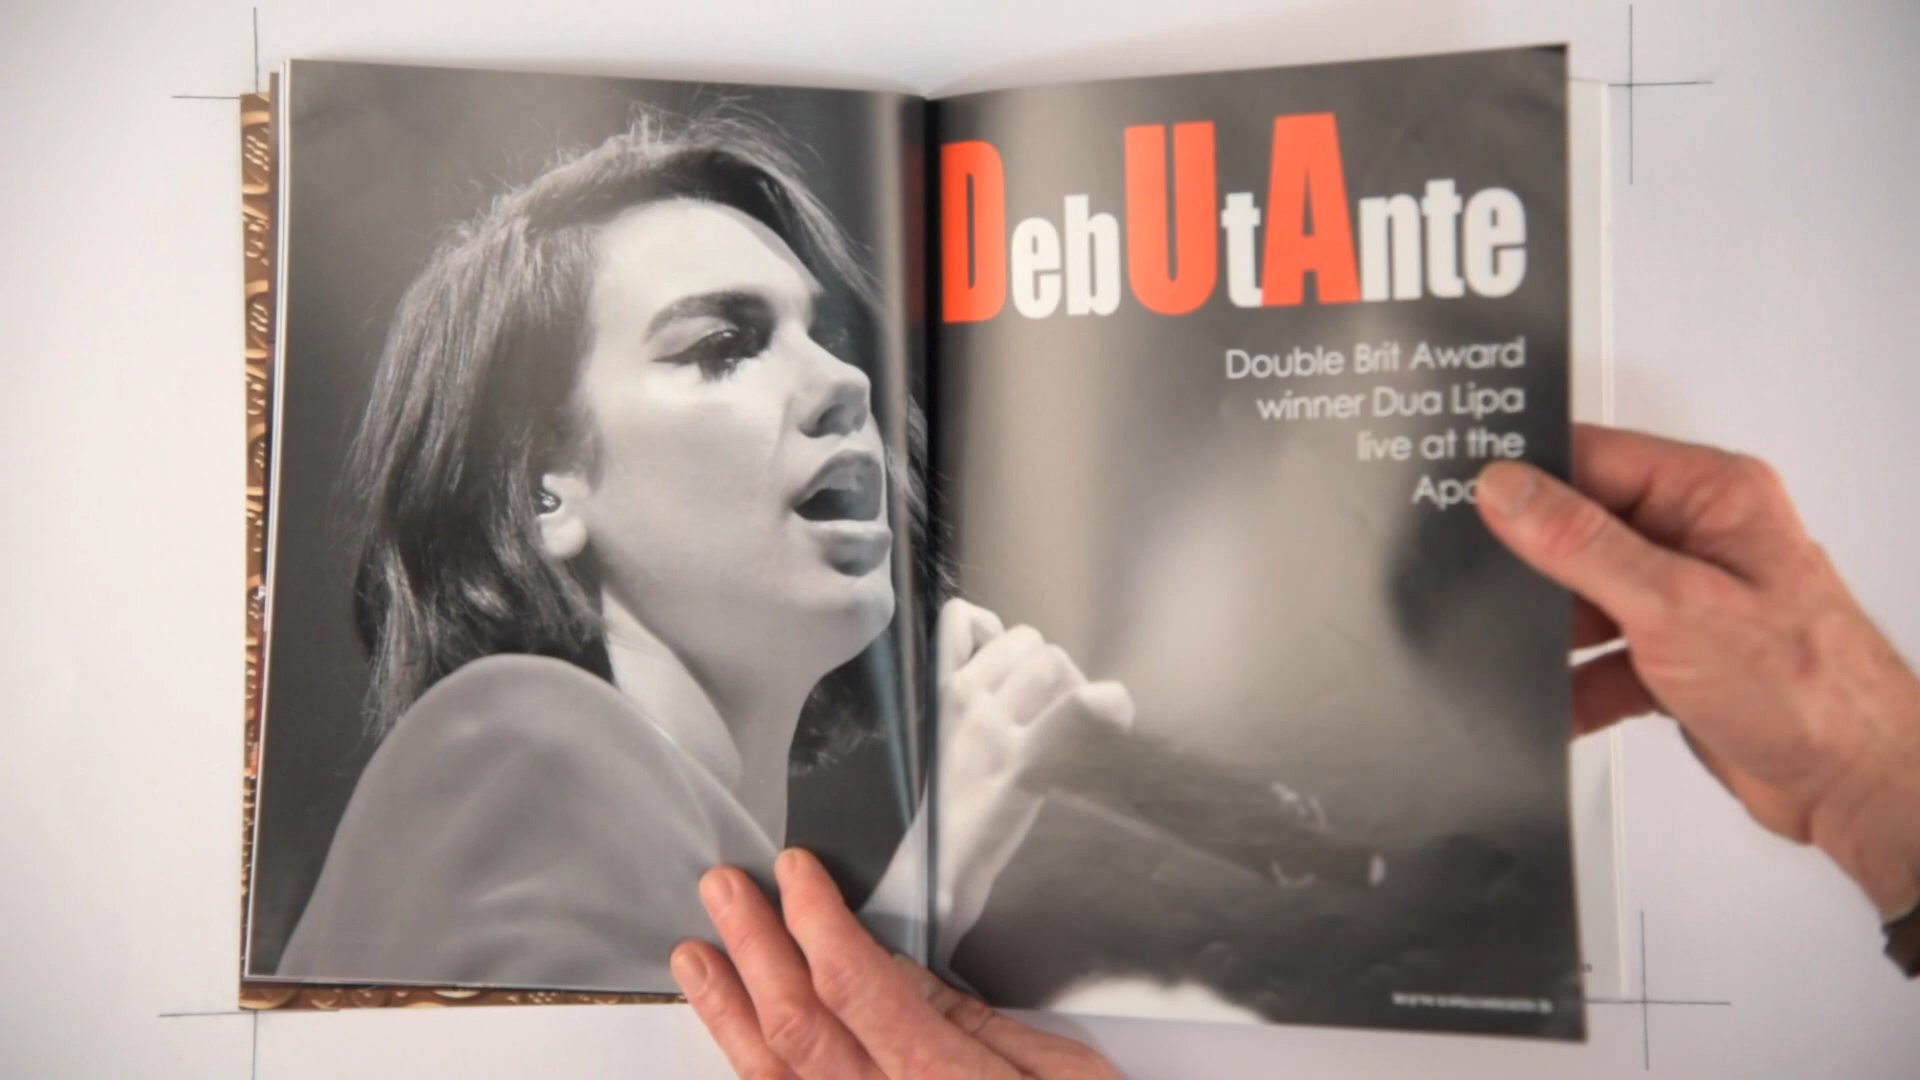 DebUtAnte
Double Brit Award
winner Dua Lipa
live at the